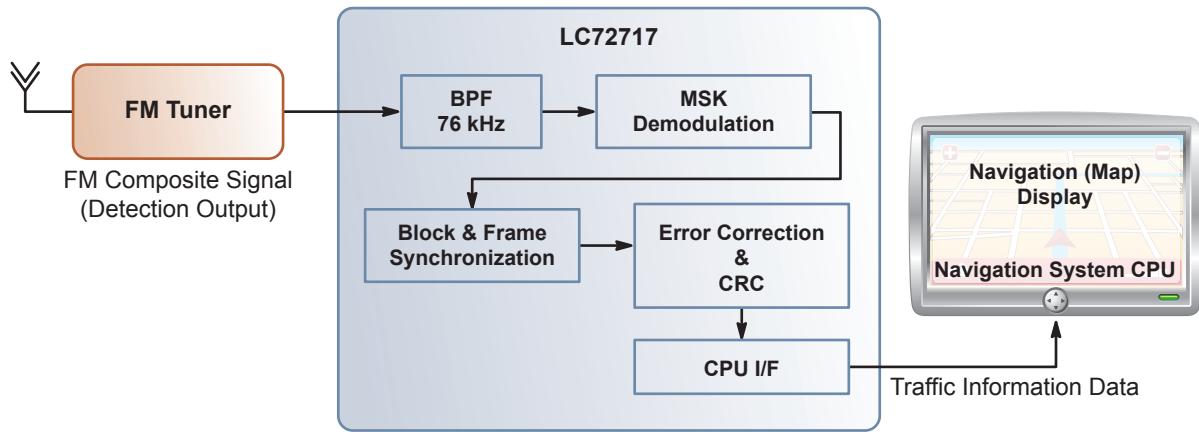 LC72717
FM Tuner
FM Composite Signal
(Detection Output)
BPF
76 kHz
MSK
Demodulation
Block & Frame
Synchronization
Error Correction
&
CRC
CPU I/F
Traffic Information Data
Navigation (Map)
Display
Navigation System CPU